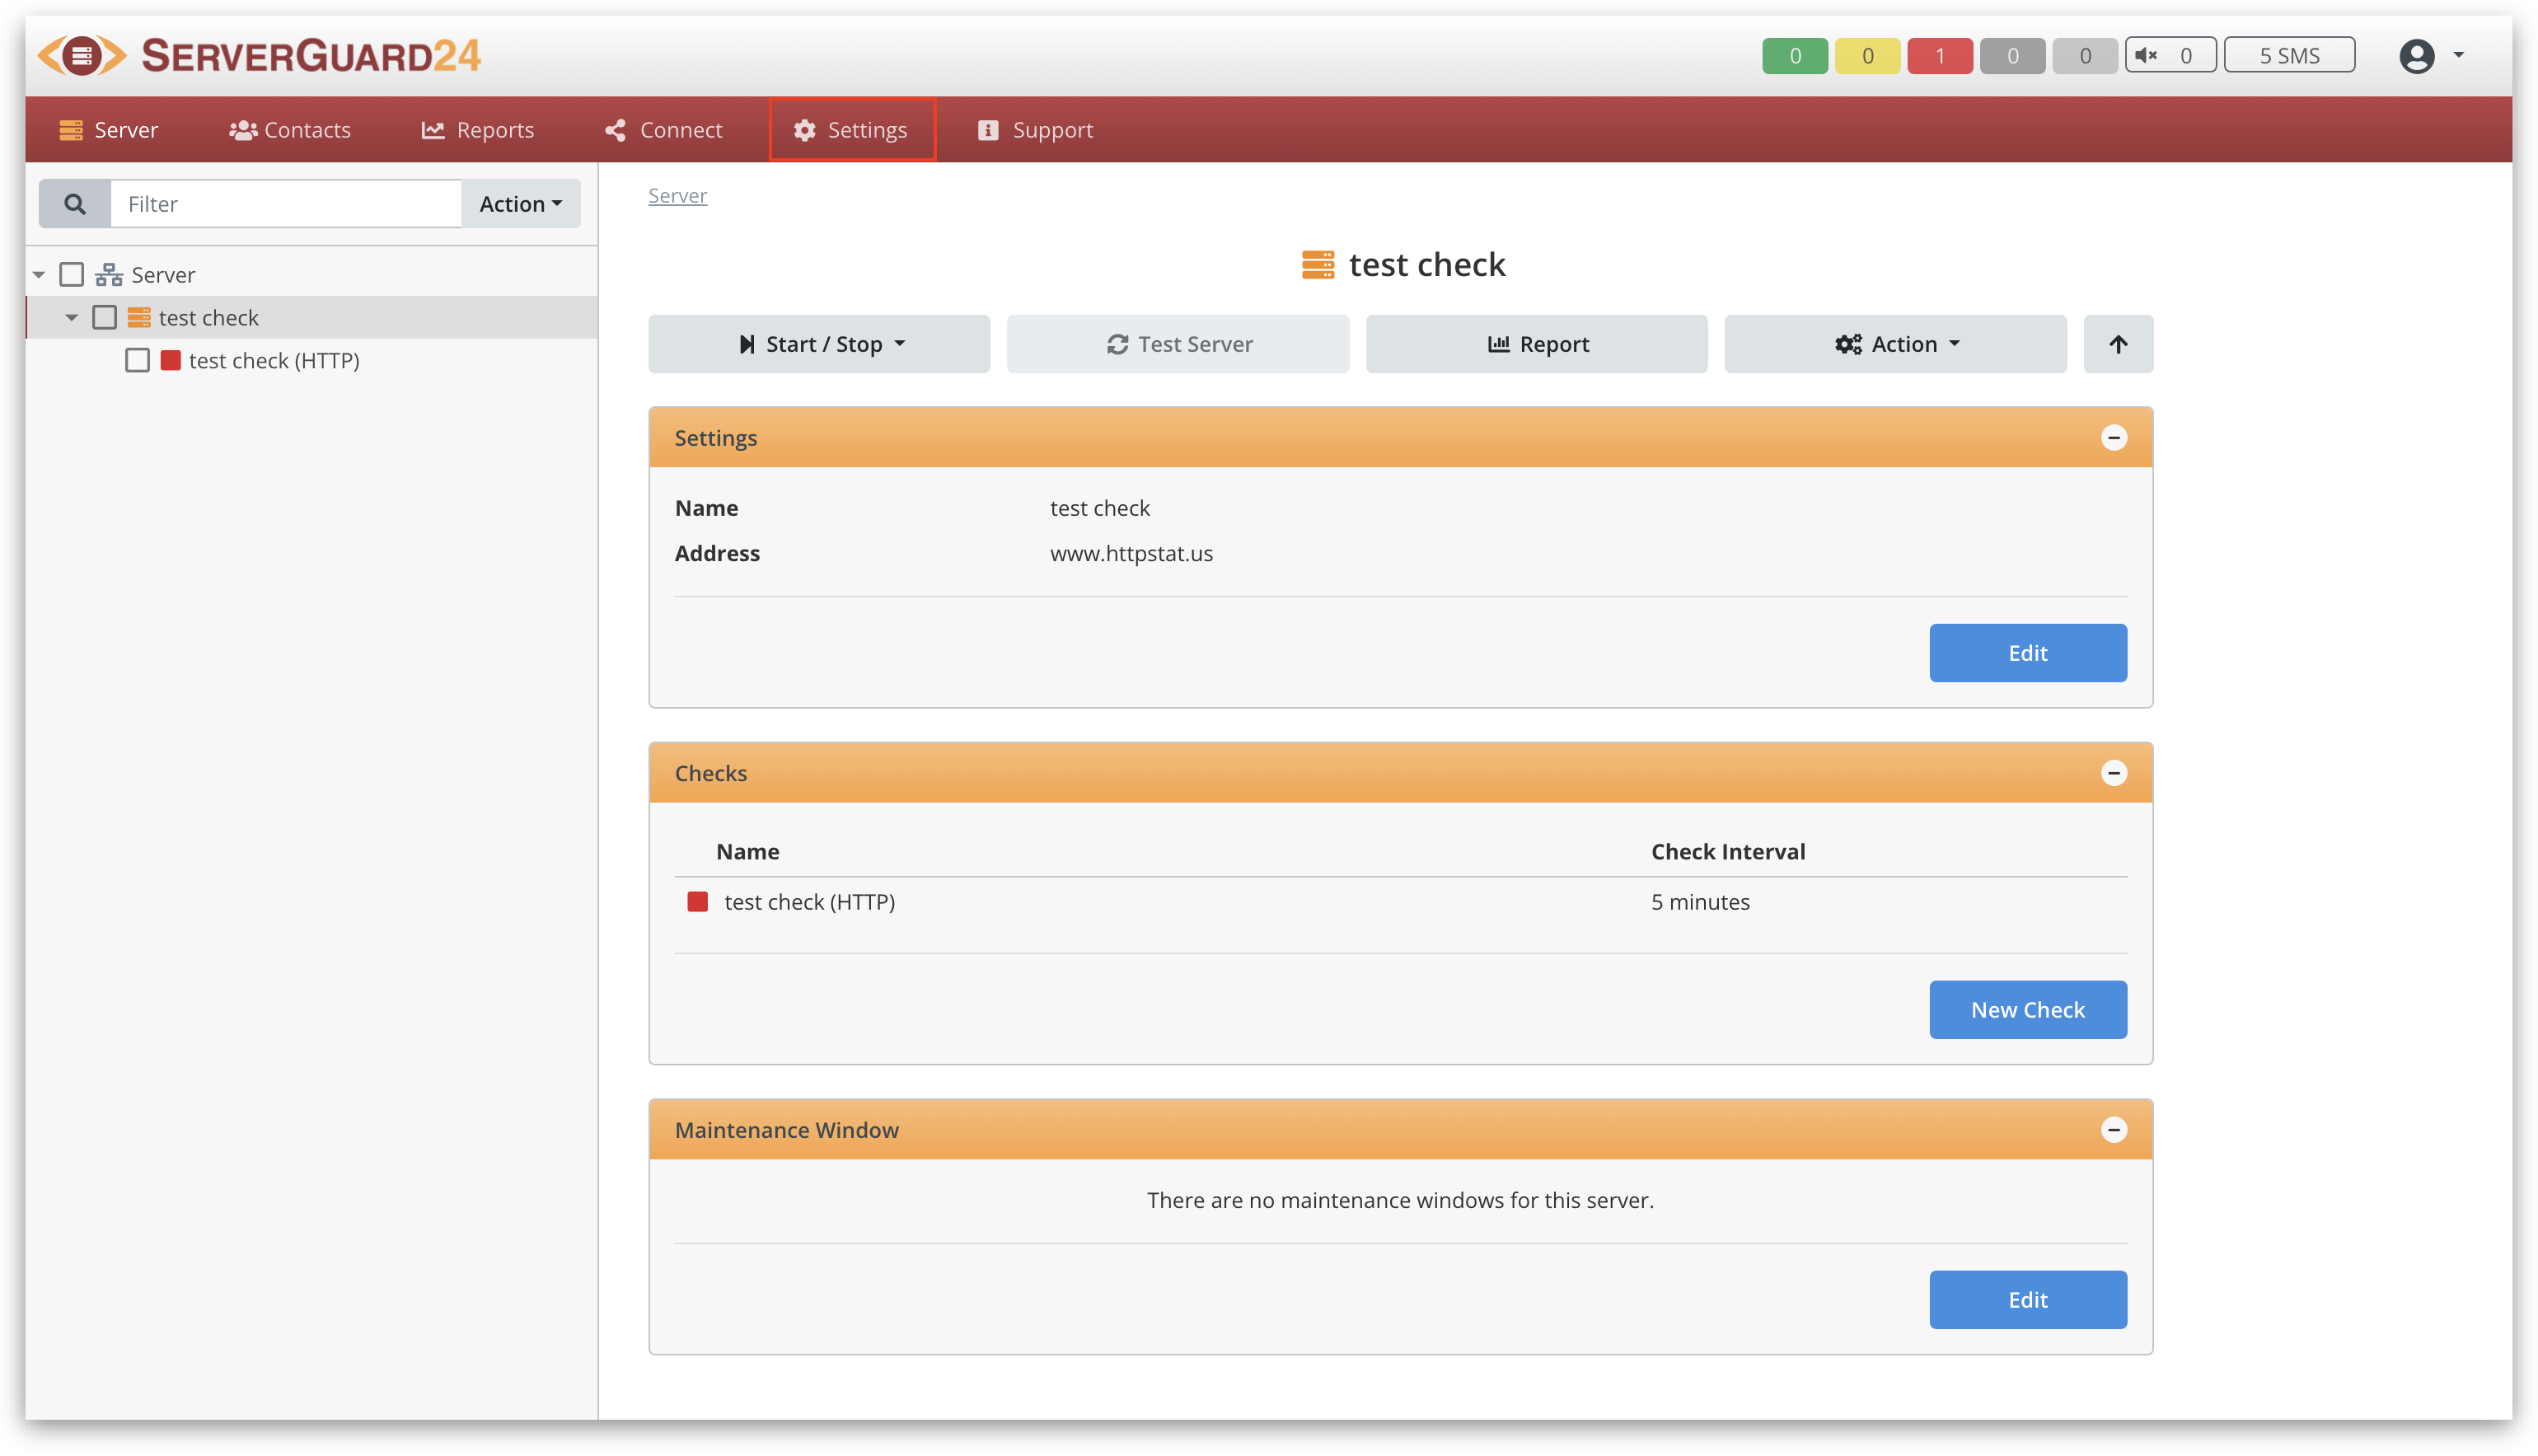 SERVERGUARD24
0 0 1 0 0 0 5 SMS
Server Contacts Reports Connect Settings Support
Filter Action
Server
Server
test check
test check (HTTP)
test check
Start / Stop Test Server Report Action
Settings
Name test check
Address www.httpstat.us
Edit
Checks
Name Check Interval
test check (HTTP) 5 minutes
New Check
Maintenance Window
There are no maintenance windows for this server.
Edit